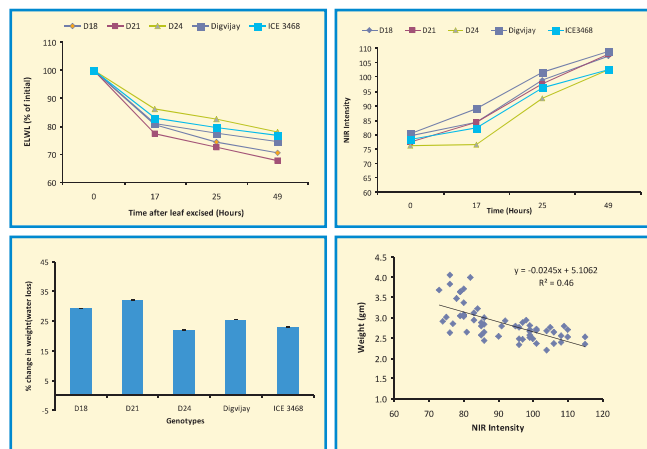 D18 D21 D24 Digvijay ICE 3468
ELWL (% of initial)
110
100
90
80
70
60
0 17 25 49
Time after leaf excised (Hours)
D18 D21 D24 Digvijay ICE3468
NIR Intensity
110
105
100
95
90
85
80
75
70
65
60
0 17 25 49
Time (Hours)
% change in weight(water loss)
45
35
25
15
5
-5
D18 D21 D24 Digvijay ICE 3468
Genotypes
Weight (gm)
4.5
4.0
3.5
3.0
2.5
2.0
1.5
1.0
y = -0.0245x + 5.1062
R² = 0.46
60 70 80 90 100 110 120
NIR Intensity